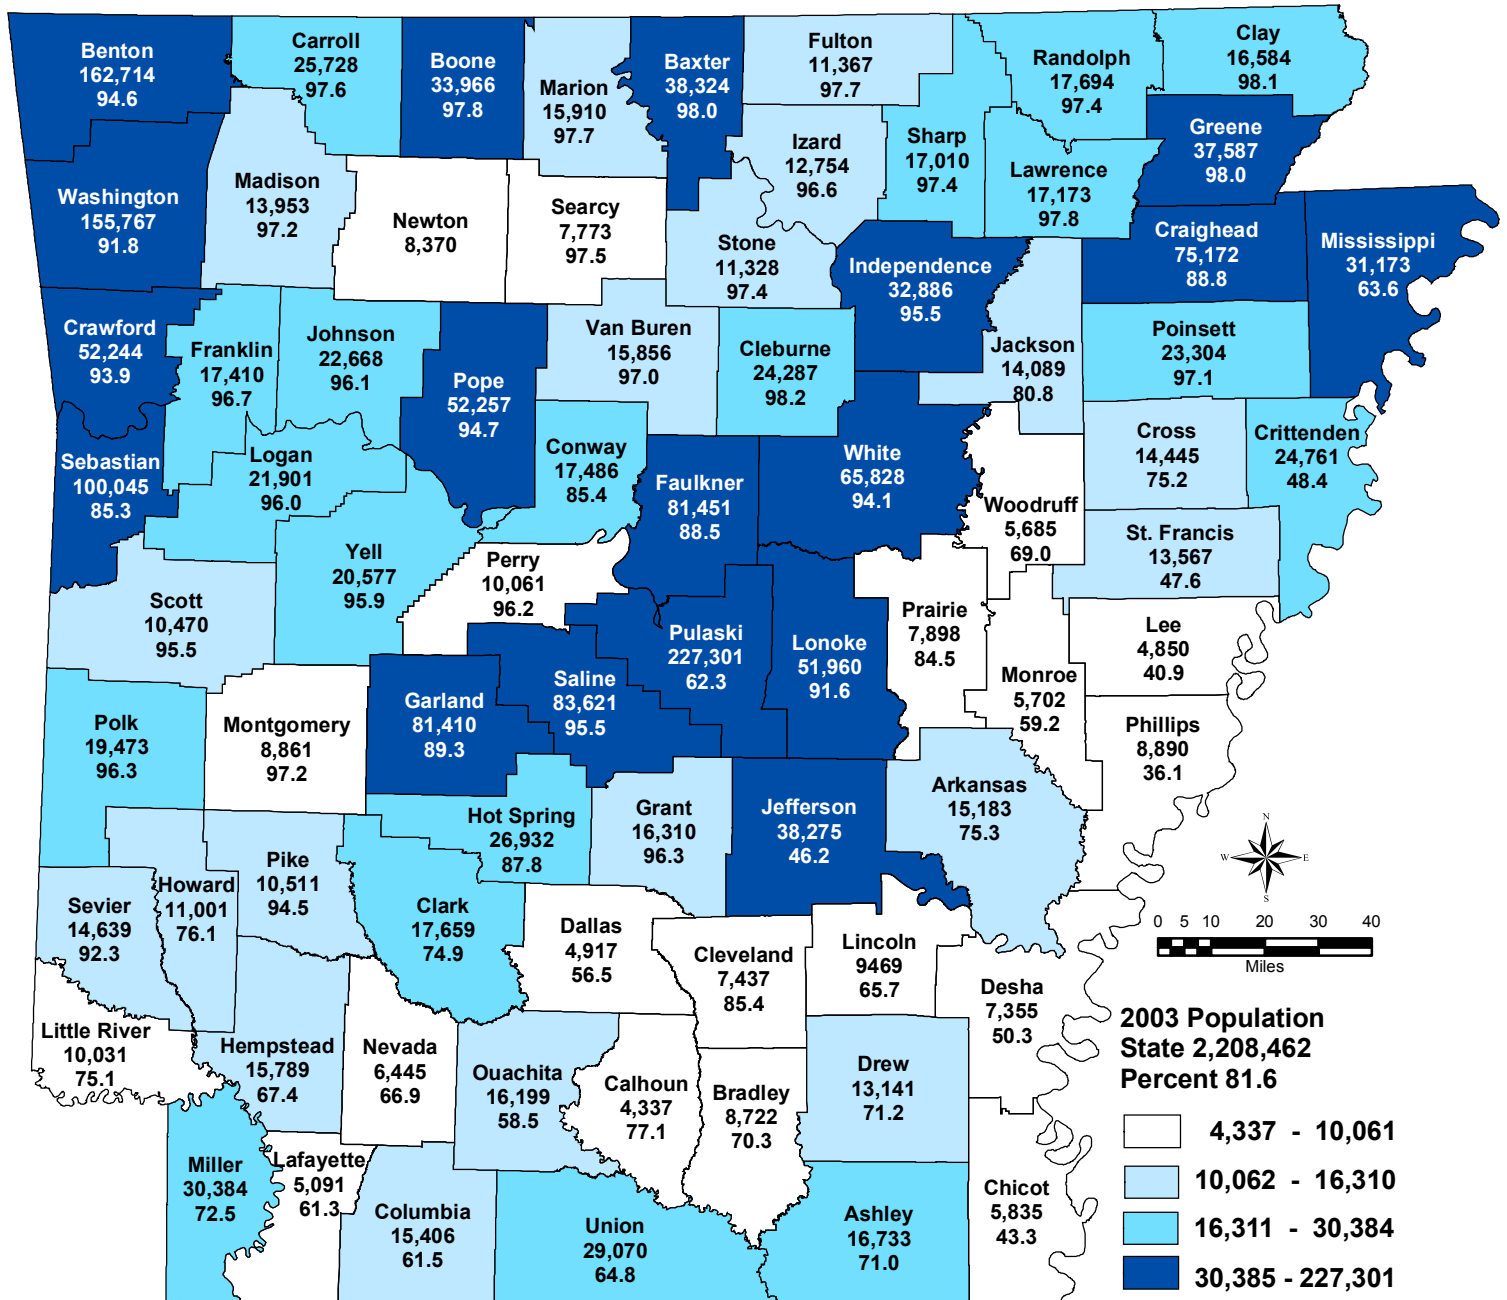 Benton
162,714
94.6
Carroll
25,728
97.6
Boone
33,966
97.8
Marion
15,910
97.7
Baxter
38,324
98.0
Fulton
11,367
97.7
Randolph
17,694
97.4
Clay
16,584
98.1
Greene
37,587
98.0
Izard
12,754
96.6
Sharp
17,010
97.4
Lawrence
17,173
97.8
Washington
155,767
91.8
Madison
13,953
97.2
Newton
8,370
Searcy
7,773
97.5
Stone
11,328
97.4
Independence
32,886
95.5
Craighead
75,172
88.8
Mississippi
31,173
63.6
Crawford
52,244
93.9
Franklin
17,410
96.7
Johnson
22,668
96.1
Pope
52,257
94.7
Van Buren
15,856
97.0
Cleburne
24,287
98.2
Jackson
14,089
80.8
Poinsett
23,304
97.1
Sebastian
100,045
85.3
Logan
21,901
96.0
Conway
17,486
85.4
Faulkner
81,451
88.5
White
65,828
94.1
Woodruff
5,685
69.0
Cross
14,445
75.2
Crittenden
24,761
48.4
St. Francis
13,567
47.6
Yell
20,577
95.9
Perry
10,061
96.2
Scott
10,470
95.5
Pulaski
227,301
62.3
Lonoke
51,960
91.6
Prairie
7,898
84.5
Monroe
5,702
59.2
Lee
4,850
40.9
Phillips
8,890
36.1
Polk
19,473
96.3
Montgomery
8,861
97.2
Garland
81,410
89.3
Saline
83,621
95.5
Hot Spring
26,932
87.8
Grant
16,310
96.3
Jefferson
38,275
46.2
Arkansas
15,183
75.3
Sevier
14,639
92.3
Howard
11,001
76.1
Pike
10,511
94.5
Clark
17,659
74.9
Dallas
4,917
56.5
Cleveland
7,437
85.4
Lincoln
9469
65.7
Desha
7,355
50.3
Little River
10,031
75.1
Hempstead
15,789
67.4
Nevada
6,445
66.9
Ouachita
16,199
58.5
Calhoun
4,337
77.1
Bradley
8,722
70.3
Drew
13,141
71.2
Miller
30,384
72.5
Lafayette
5,091
61.3
Columbia
15,406
61.5
Union
29,070
64.8
Ashley
16,733
71.0
Chicot
5,835
43.3
N
W E
S
0 5 10 20 30 40
Miles
2003 Population
State 2,208,462
Percent 81.6
4,337 - 10,061
10,062 - 16,310
16,311 - 30,384
30,385 - 227,301